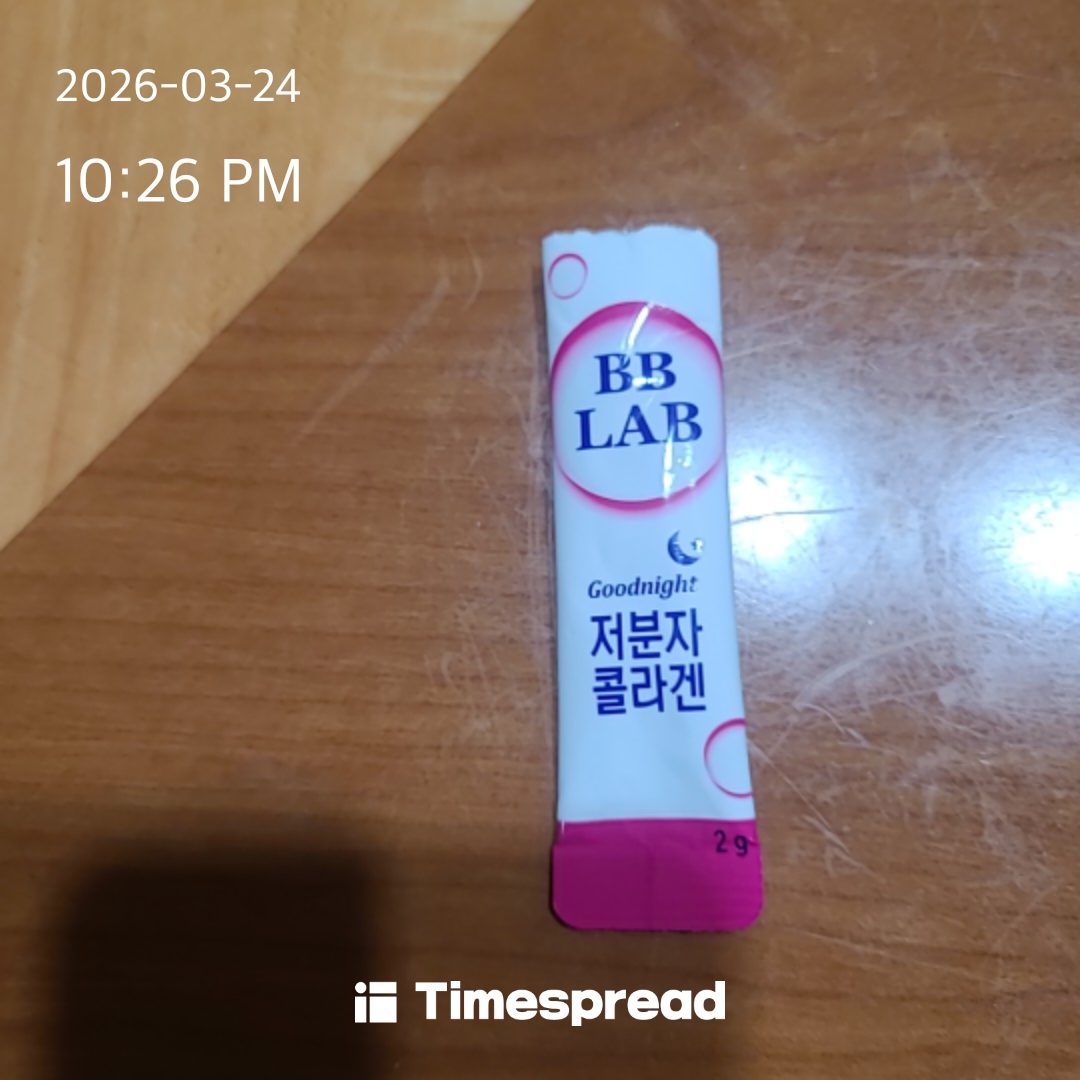 2026-03-24
10:26 PM
BB
LAB
Goodnight
저분자
콜라겐
2g
Timespread